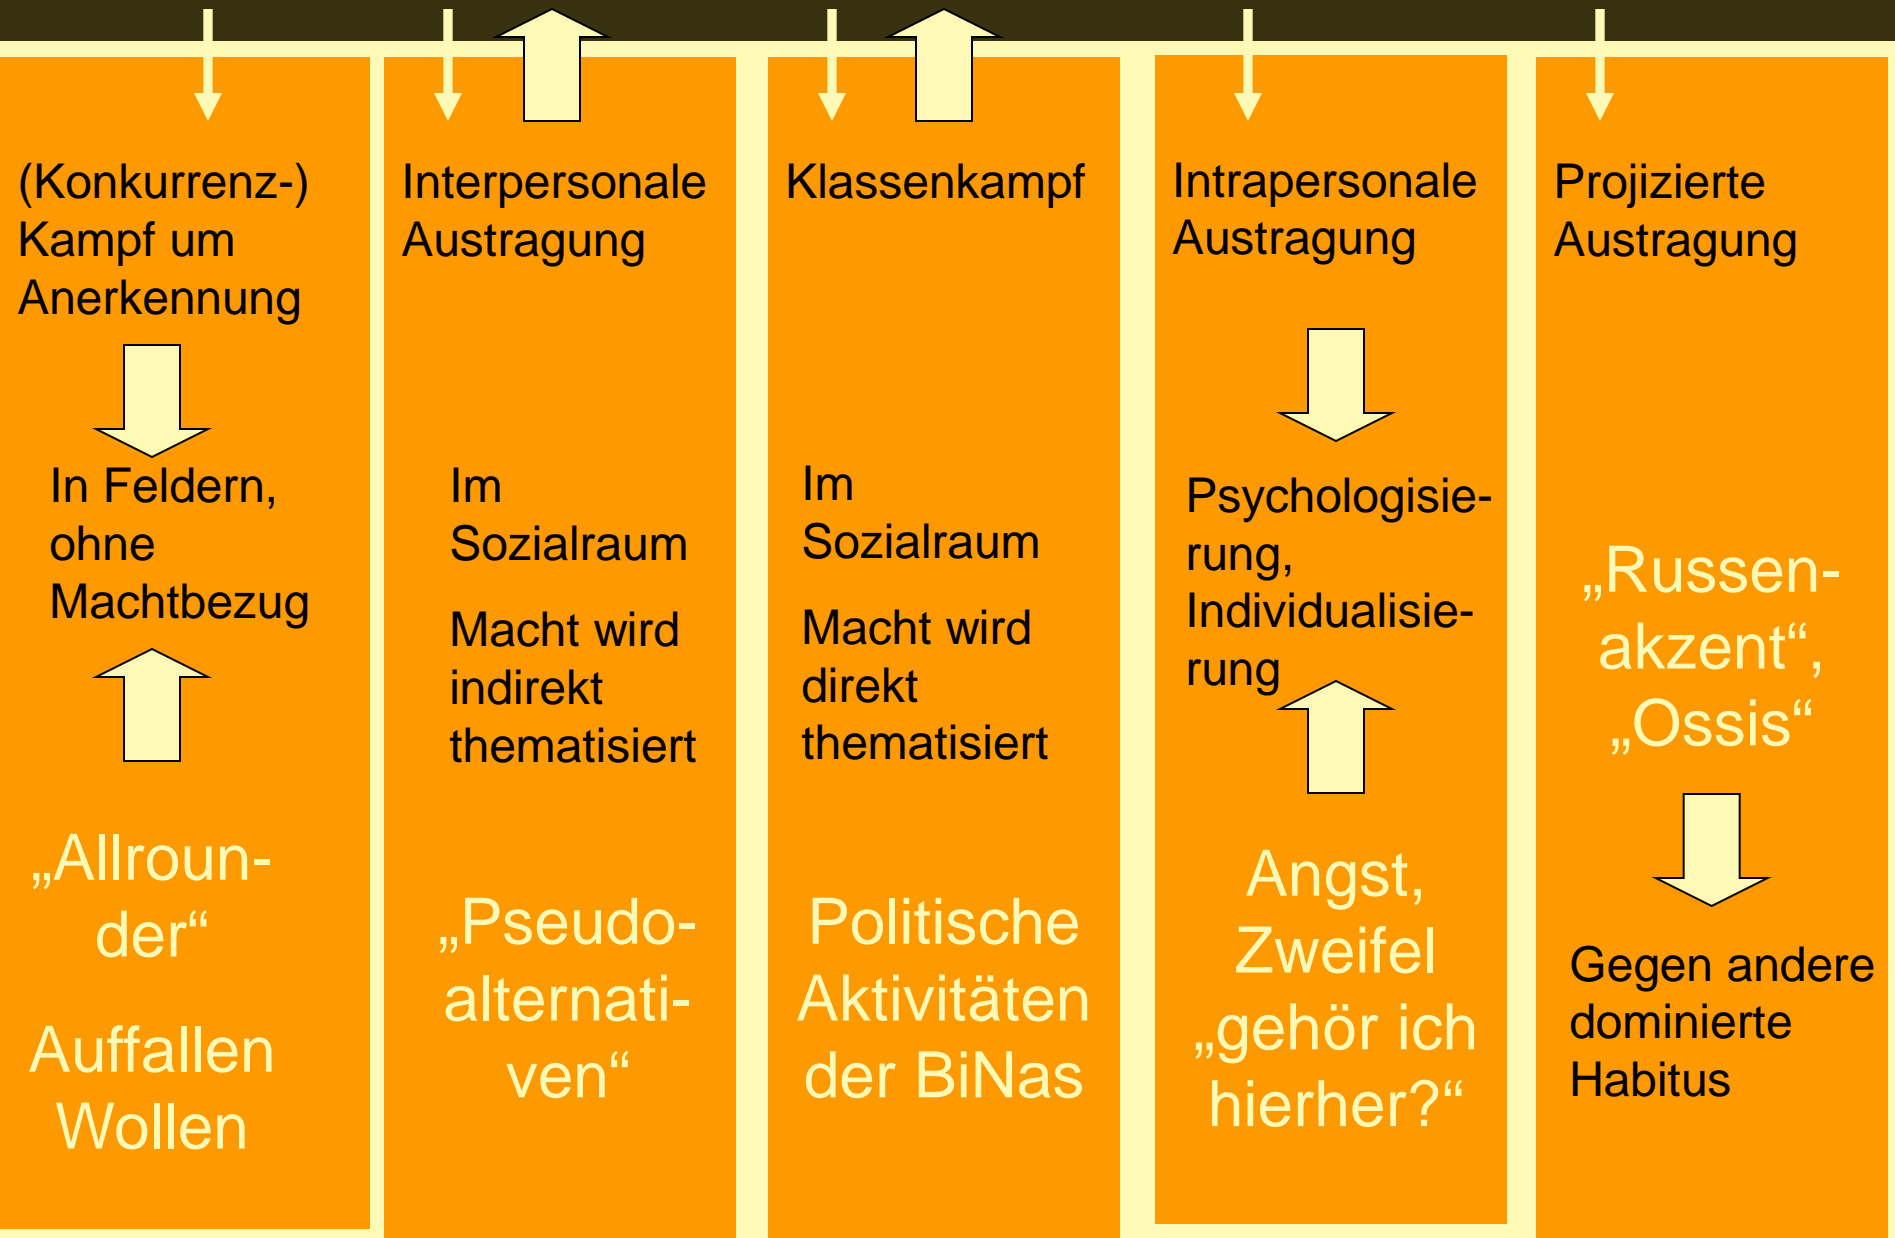 (Konkurrenz-)
Kampf um
Anerkennung
In Feldern,
ohne
Machtbezug
„Allroun-
der“
Auffallen
Wollen
Interpersonale
Austragung
Im
Sozialraum
Macht wird
indirekt
thematisiert
„Pseudo-
alternati-
ven“
Klassenkampf
Im
Sozialraum
Macht wird
direkt
thematisiert
Politische
Aktivitäten
der BiNas
Intrapersonale
Austragung
Psychologisie-
rung,
Individualisie-
rung
Angst,
Zweifel
„gehör ich
hierher?“
Projizierte
Austragung
„Russen-
akzent“,
„Ossis“
Gegen andere
dominierte
Habitus